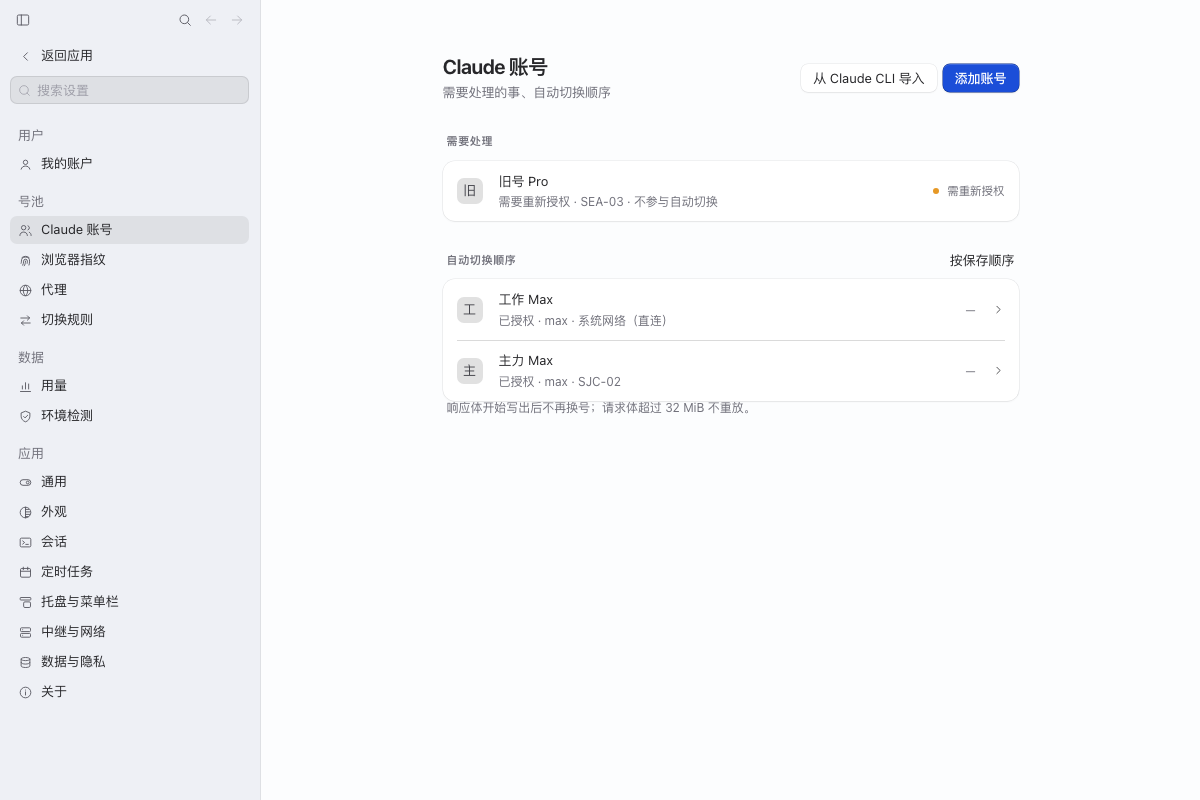 返回应用
搜索设置
用户
我的账户
号池
Claude 账号
浏览器指纹
代理
切换规则
数据
用量
环境检测
应用
通用
外观
会话
定时任务
托盘与菜单栏
中继与网络
数据与隐私
关于
Claude 账号
需要处理的事、自动切换顺序
从 Claude CLI 导入
添加账号
需要处理
旧
旧号 Pro
需要重新授权 · SEA-03 · 不参与自动切换
需重新授权
自动切换顺序
按保存顺序
工
工作 Max
已授权 · max · 系统网络（直连）
—
主
主力 Max
已授权 · max · SJC-02
—
响应体开始写出后不再换号；请求体超过 32 MiB 不重放。